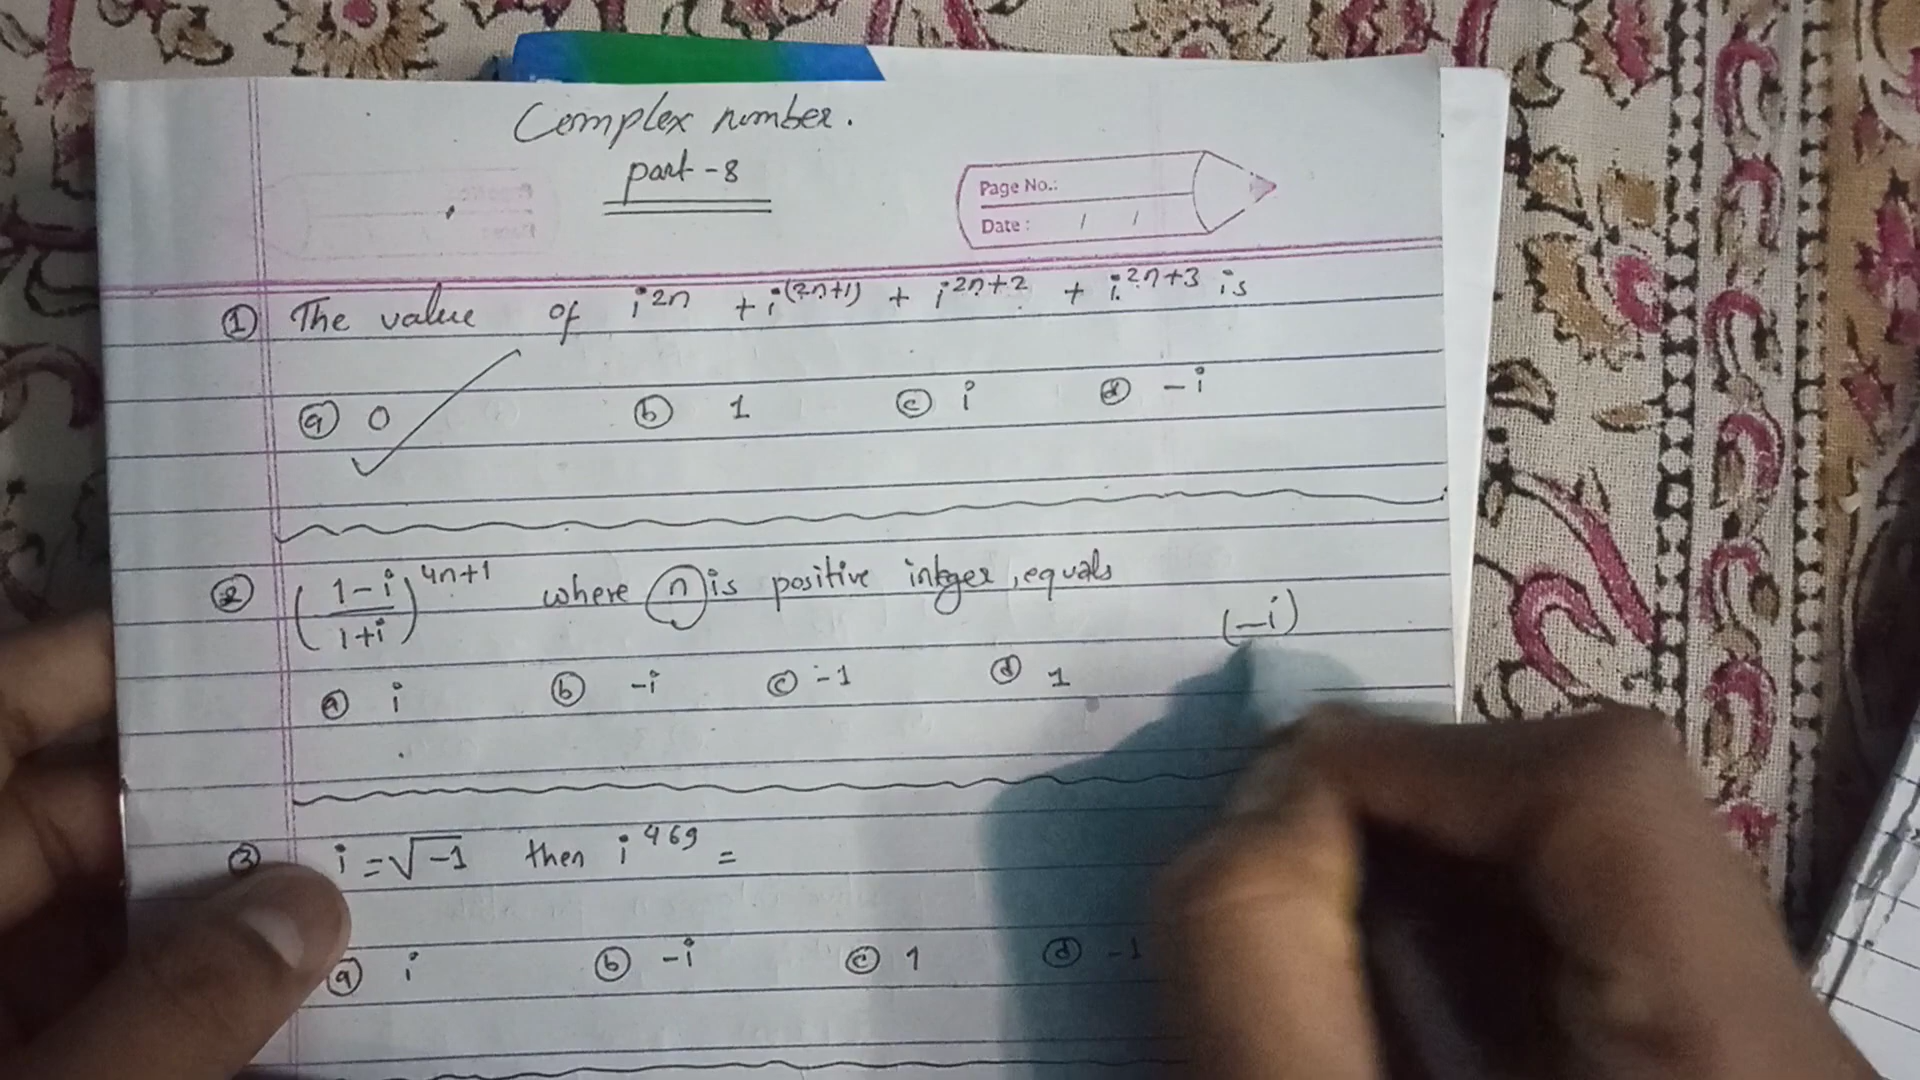 Complex number.
part-8
Page No.:
Date : / /
① The value of i^2n + i^(2n+1) + i^2n+2 + i^2n+3 is
ⓐ 0 ⓑ 1 ⓒ i ⓓ -i
② (1-i/1+i)^4n+1 where n is positive integer, equals
(-i)
ⓐ i ⓑ -i ⓒ -1 ⓓ 1
③ i = √-1 then i^469 =
ⓐ i ⓑ -i ⓒ 1 ⓓ -1